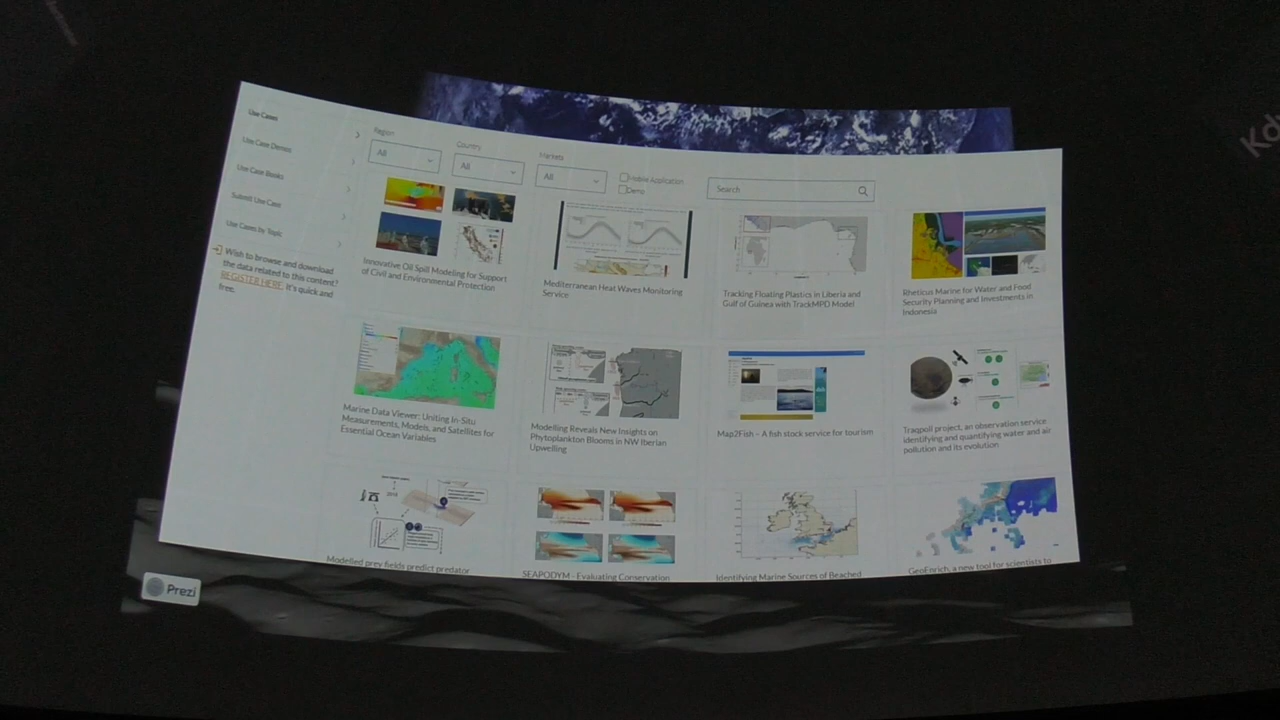 Use Cases
Use Case Demos
Use Case Books
Submit Use Case
Use Cases by Topic
Wish to browse and download
the data related to this content?
REGISTER HERE. It's quick and
free.
Region
All
Country
All
Markets
All
Mobile Application
Demo
Search
Innovative Oil Spill Modeling for Support
of Civil and Environmental Protection
Mediterranean Heat Waves Monitoring
Service
Tracking Floating Plastics in Liberia and
Gulf of Guinea with TrackMPD Model
Rheticus Marine for Water and Food
Security Planning and Investments in
Indonesia
Marine Data Viewer: Uniting In-Situ
Measurements, Models, and Satellites for
Essential Ocean Variables
Modelling Reveals New Insights on
Phytoplankton Blooms in NW Iberian
Upwelling
Map2Fish – A fish stock service for tourism
Traqpoil project, an observation service
identifying and quantifying water and air
pollution and its evolution
Modelled prey fields predict predator
SEAPODYM - Evaluating Conservation
Identifying Marine Sources of Beached
GeoEnrich, a new tool for scientists to
Prezi